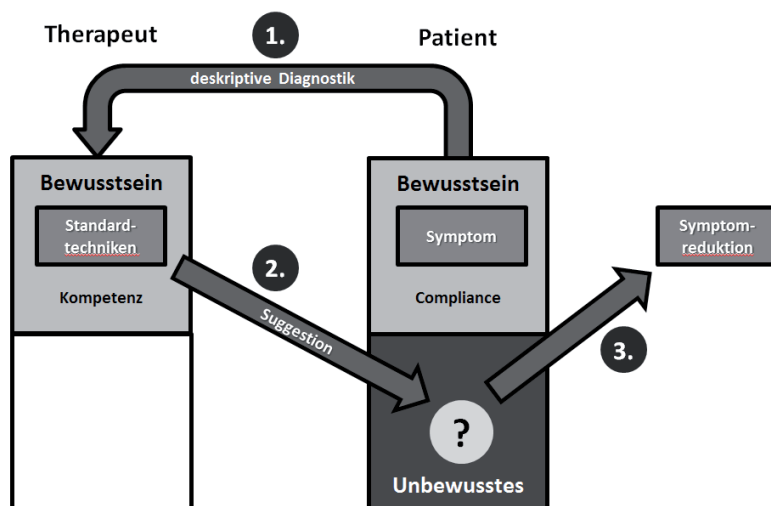 Therapeut
1.
Patient
deskriptive Diagnostik
Bewusstsein
Standard-
techniken
Kompetenz
Bewusstsein
Symptom
Compliance
Symptom-
reduktion
2.
Suggestion
3.
?
Unbewusstes